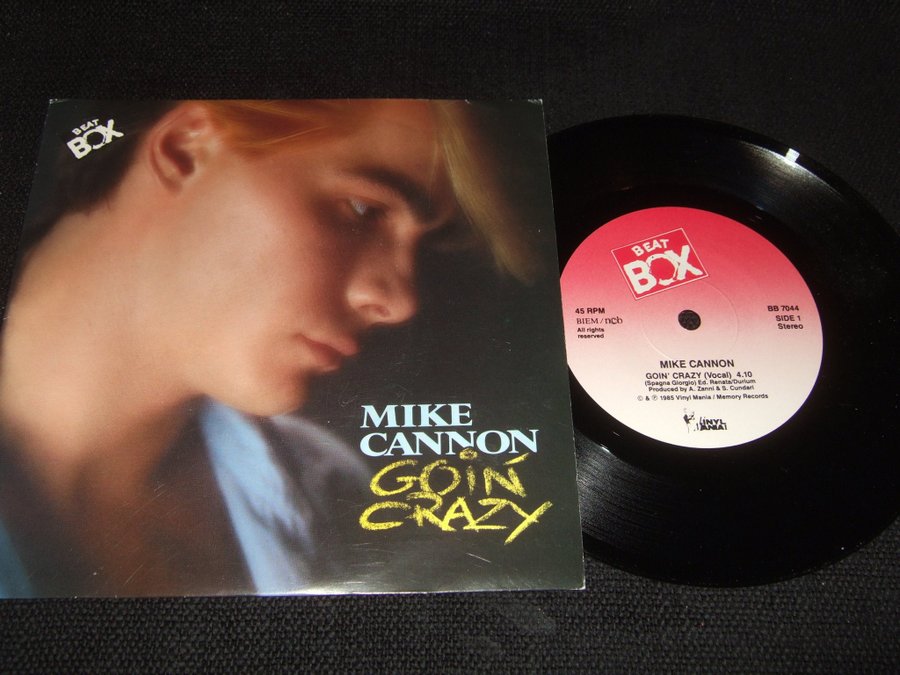 BEAT
BOX
MIKE
CANNON
GOIN'
CRAZY
BEAT
BOX
45 RPM
BIEM / n©b
All rights
reserved
BB 7044
SIDE 1
Stereo
MIKE CANNON
GOIN' CRAZY (Vocal) 4.10
(Spagna Giorgio) Ed. Renata/Durium
Produced by A. Zanni & S. Cundari
© & ℗ 1985 Vinyl Mania / Memory Records
VINYL
MANIA!